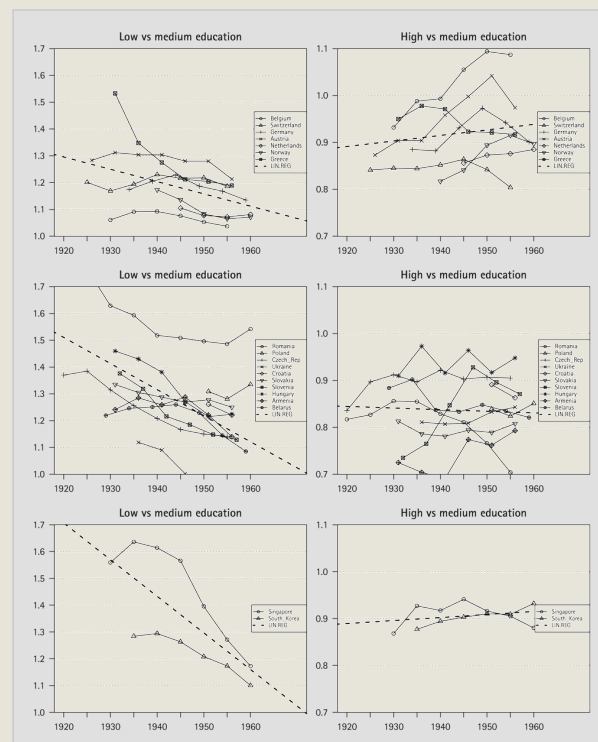 Low vs medium education
1.7
1.6
1.5
1.4
1.3
1.2
1.1
1.0
1920 1930 1940 1950 1960
Belgium
Switzerland
Germany
Austria
Netherlands
Norway
Greece
LIN.REG
High vs medium education
1.1
1.0
0.9
0.8
0.7
1920 1930 1940 1950 1960
Belgium
Switzerland
Germany
Austria
Netherlands
Norway
Greece
LIN.REG
Low vs medium education
1.7
1.6
1.5
1.4
1.3
1.2
1.1
1.0
1920 1930 1940 1950 1960
Romania
Poland
Czech_Rep
Ukraine
Croatia
Slovakia
Slovenia
Hungary
Armenia
Belarus
LIN.REG
High vs medium education
1.1
1.0
0.9
0.8
0.7
1920 1930 1940 1950 1960
Romania
Poland
Czech_Rep
Ukraine
Croatia
Slovakia
Slovenia
Hungary
Armenia
Belarus
LIN.REG
Low vs medium education
1.7
1.6
1.5
1.4
1.3
1.2
1.1
1.0
1920 1930 1940 1950 1960
Singapore
South_Korea
LIN.REG
High vs medium education
1.1
1.0
0.9
0.8
0.7
1920 1930 1940 1950 1960
Singapore
South_Korea
LIN.REG